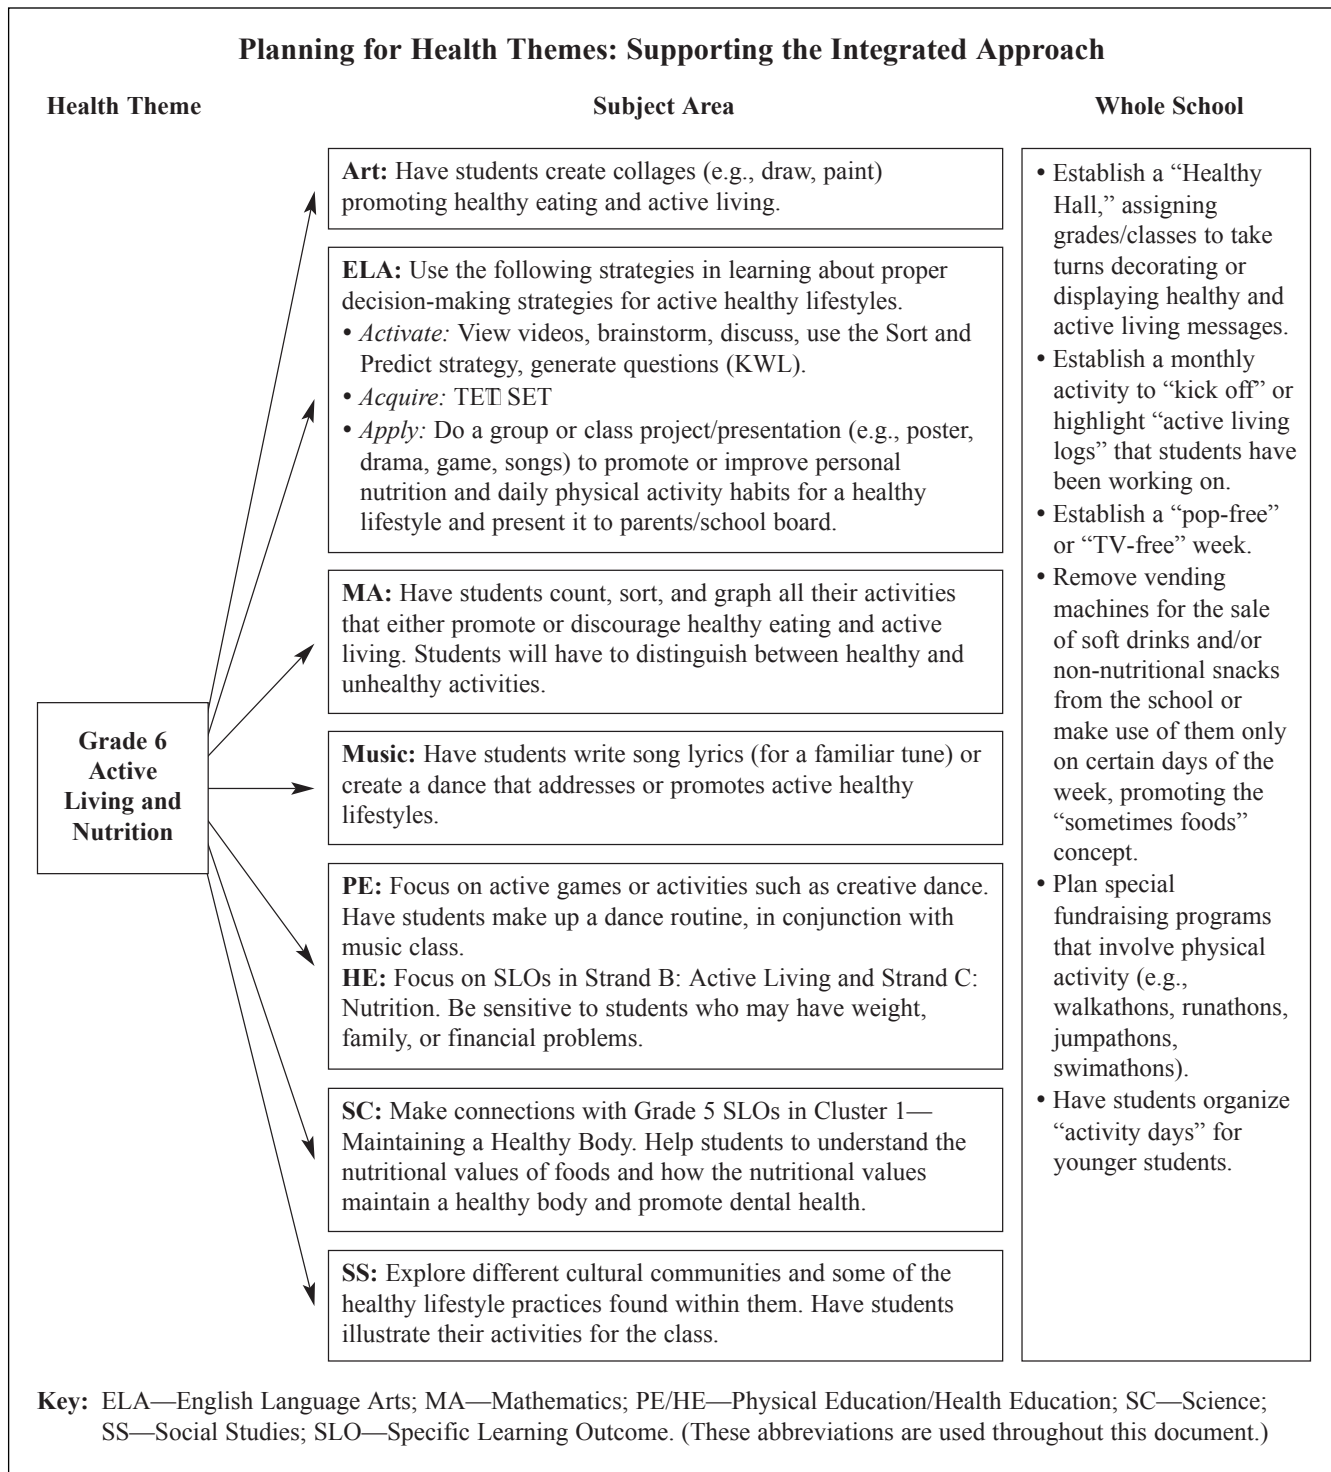 Planning for Health Themes: Supporting the Integrated Approach
Health Theme
Subject Area
Whole School
Grade 6
Active
Living and
Nutrition
Art: Have students create collages (e.g., draw, paint)
promoting healthy eating and active living.
ELA: Use the following strategies in learning about proper
decision-making strategies for active healthy lifestyles.
• Activate: View videos, brainstorm, discuss, use the Sort and
Predict strategy, generate questions (KWL).
• Acquire: SET
• Apply: Do a group or class project/presentation (e.g., poster,
drama, game, songs) to promote or improve personal
nutrition and daily physical activity habits for a healthy
lifestyle and present it to parents/school board.
MA: Have students count, sort, and graph all their activities
that either promote or discourage healthy eating and active
living. Students will have to distinguish between healthy and
unhealthy activities.
Music: Have students write song lyrics (for a familiar tune) or
create a dance that addresses or promotes active healthy
lifestyles.
PE: Focus on active games or activities such as creative dance.
Have students make up a dance routine, in conjunction with
music class.
HE: Focus on SLOs in Strand B: Active Living and Strand C:
Nutrition. Be sensitive to students who may have weight,
family, or financial problems.
SC: Make connections with Grade 5 SLOs in Cluster 1—
Maintaining a Healthy Body. Help students to understand the
nutritional values of foods and how the nutritional values
maintain a healthy body and promote dental health.
SS: Explore different cultural communities and some of the
healthy lifestyle practices found within them. Have students
illustrate their activities for the class.
• Establish a “Healthy
Hall,” assigning
grades/classes to take
turns decorating or
displaying healthy and
active living messages.
• Establish a monthly
activity to “kick off” or
highlight “active living
logs” that students have
been working on.
• Establish a “pop-free”
or “TV-free” week.
• Remove vending
machines for the sale
of soft drinks and/or
non-nutritional snacks
from the school or
make use of them only
on certain days of the
week, promoting the
“sometimes foods”
concept.
• Plan special
fundraising programs
that involve physical
activity (e.g.,
walkathons, runathons,
jumpathons,
swimathons).
• Have students organize
“activity days” for
younger students.
Key: ELA—English Language Arts; MA—Mathematics; PE/HE—Physical Education/Health Education; SC—Science;
SS—Social Studies; SLO—Specific Learning Outcome. (These abbreviations are used throughout this document.)